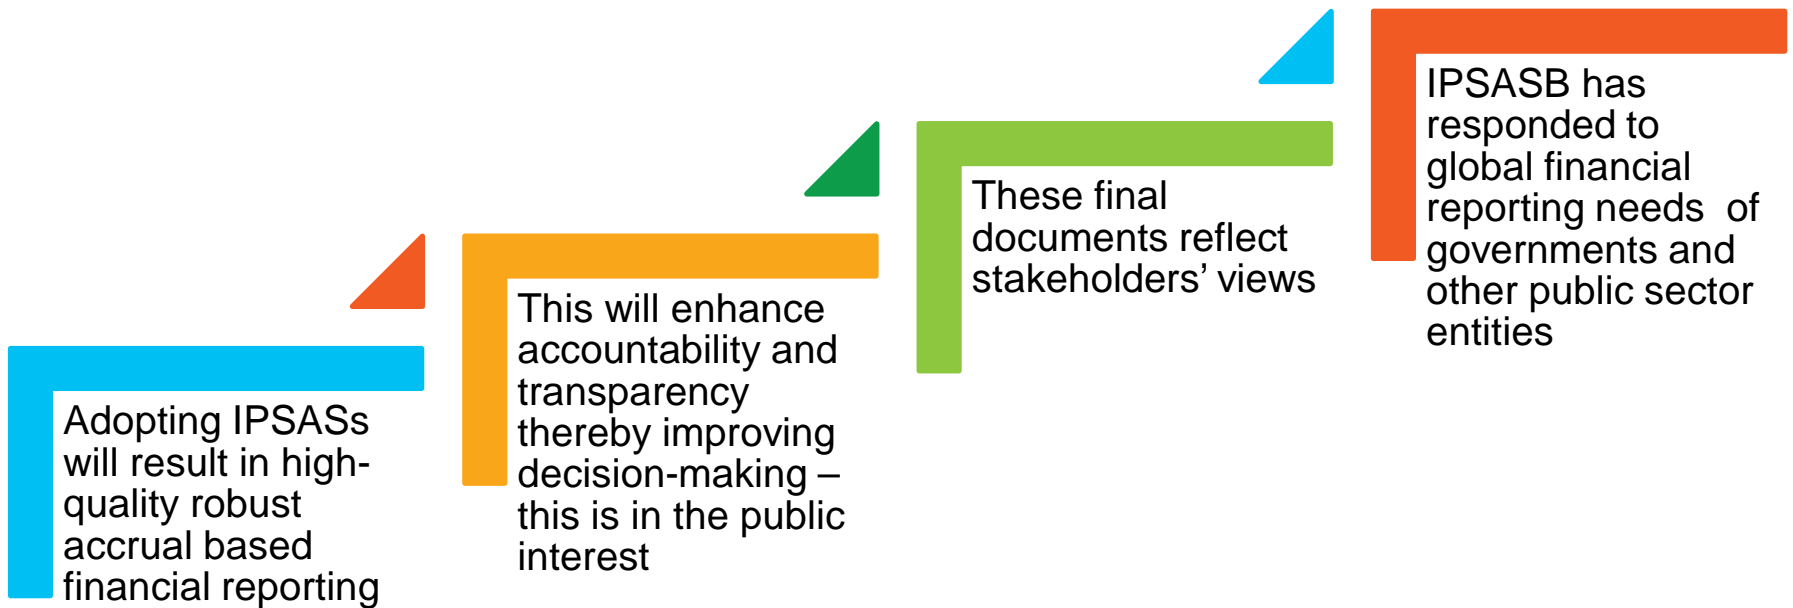 Adopting IPSASs
will result in high-
quality robust
accrual based
financial reporting
This will enhance
accountability and
transparency
thereby improving
decision-making –
this is in the public
interest
These final
documents reflect
stakeholders’ views
IPSASB has
responded to
global financial
reporting needs  of
governments and
other public sector
entities